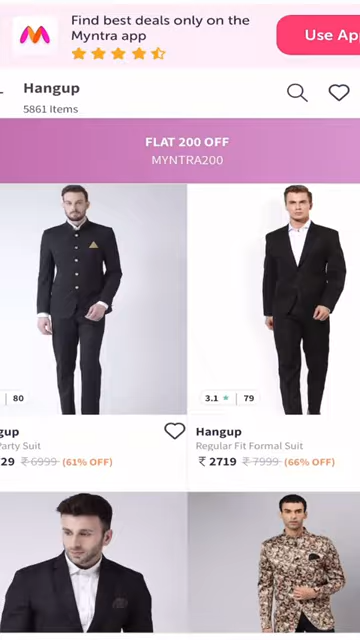 Find best deals only on the
Myntra app
Use Ap
Hangup
5861 Items
FLAT 200 OFF
MYNTRA200
80
3.1 ★ | 79
gup
Party Suit
29 ₹6999 (61% OFF)
Hangup
Regular Fit Formal Suit
₹ 2719 ₹7999 (66% OFF)